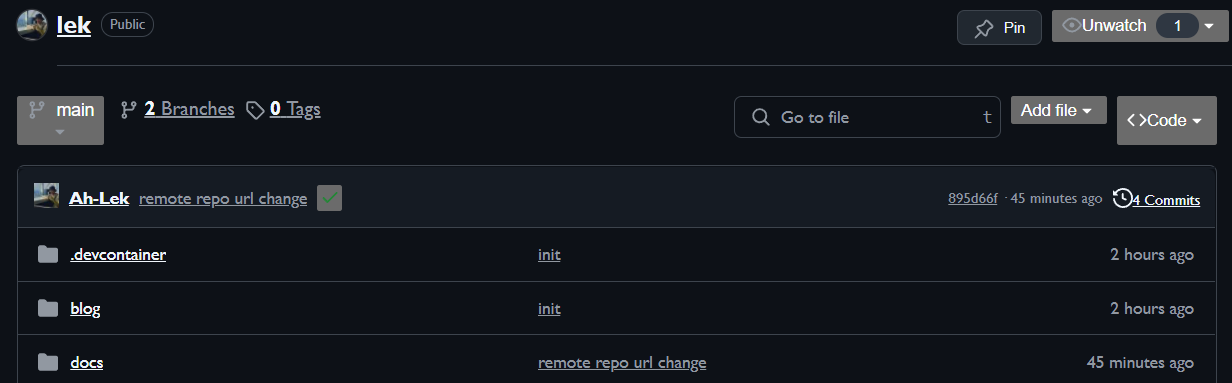 lek Public Pin Unwatch 1
main 2 Branches 0 Tags Go to file t Add file <>Code
Ah-Lek remote repo url change 895d66f · 45 minutes ago 4 Commits
.devcontainer init 2 hours ago
blog init 2 hours ago
docs remote repo url change 45 minutes ago